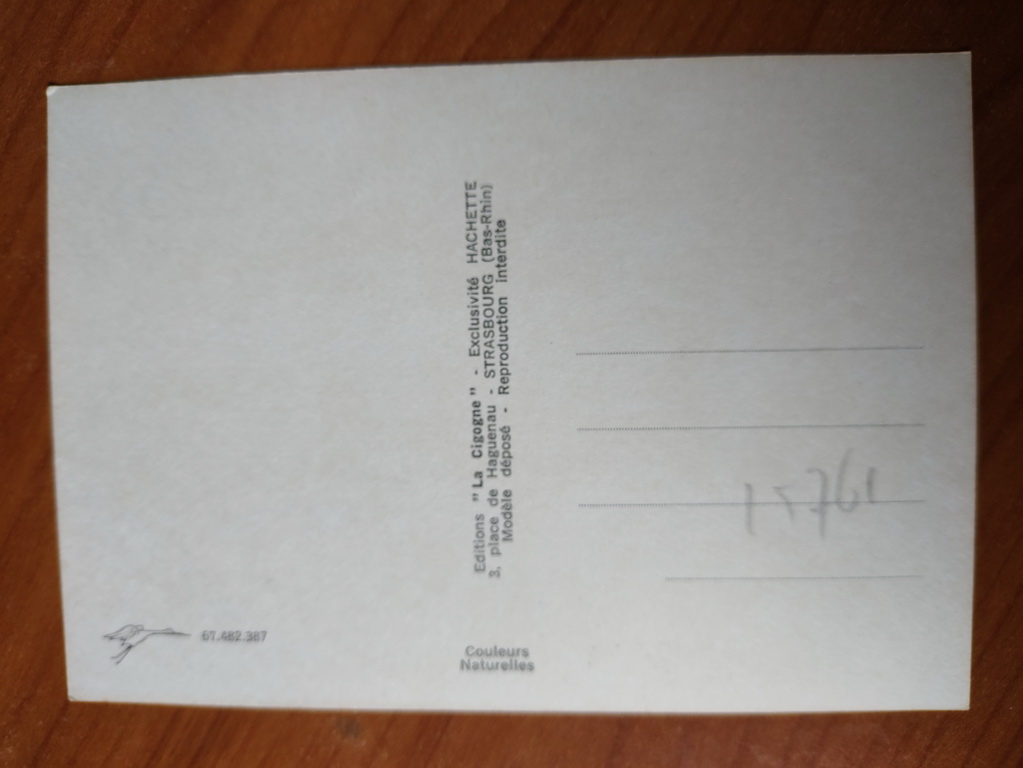 67.482.367
Couleurs
Naturelles
Editions "La Cigogne" - Exclusivité HACHETTE
3, place de Haguenau - STRASBOURG (Bas-Rhin)
Modèle déposé - Reproduction interdite